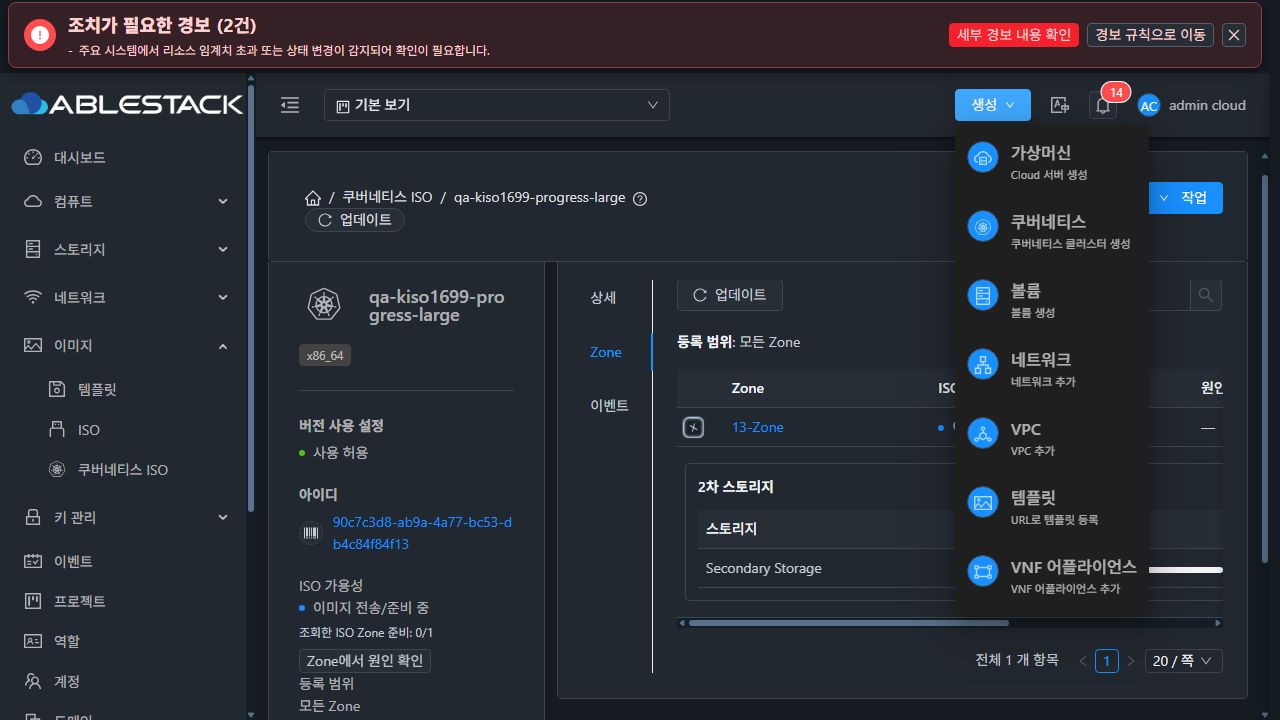 조치가 필요한 경보 (2건)
- 주요 시스템에서 리소스 임계치 초과 또는 상태 변경이 감지되어 확인이 필요합니다.
세부 경보 내용 확인
경보 규칙으로 이동
ABLESTACK
기본 보기
생성
14
AC
admin cloud
대시보드
컴퓨트
스토리지
네트워크
이미지
템플릿
ISO
쿠버네티스 ISO
키 관리
이벤트
프로젝트
역할
계정
/ 쿠버네티스 ISO / qa-kiso1699-progress-large
업데이트
작업
qa-kiso1699-pro
gress-large
x86_64
버전 사용 설정
사용 허용
아이디
90c7c3d8-ab9a-4a77-bc53-d
b4c84f84f13
ISO 가용성
이미지 전송/준비 중
조회한 ISO Zone 준비: 0/1
Zone에서 원인 확인
등록 범위
모든 Zone
상세
Zone
이벤트
업데이트
등록 범위: 모든 Zone
Zone
원인
13-Zone
—
2차 스토리지
스토리지
Secondary Storage
전체 1 개 항목
1
20 / 쪽
가상머신
Cloud 서버 생성
쿠버네티스
쿠버네티스 클러스터 생성
볼륨
볼륨 생성
네트워크
네트워크 추가
VPC
VPC 추가
템플릿
URL로 템플릿 등록
VNF 어플라이언스
VNF 어플라이언스 추가